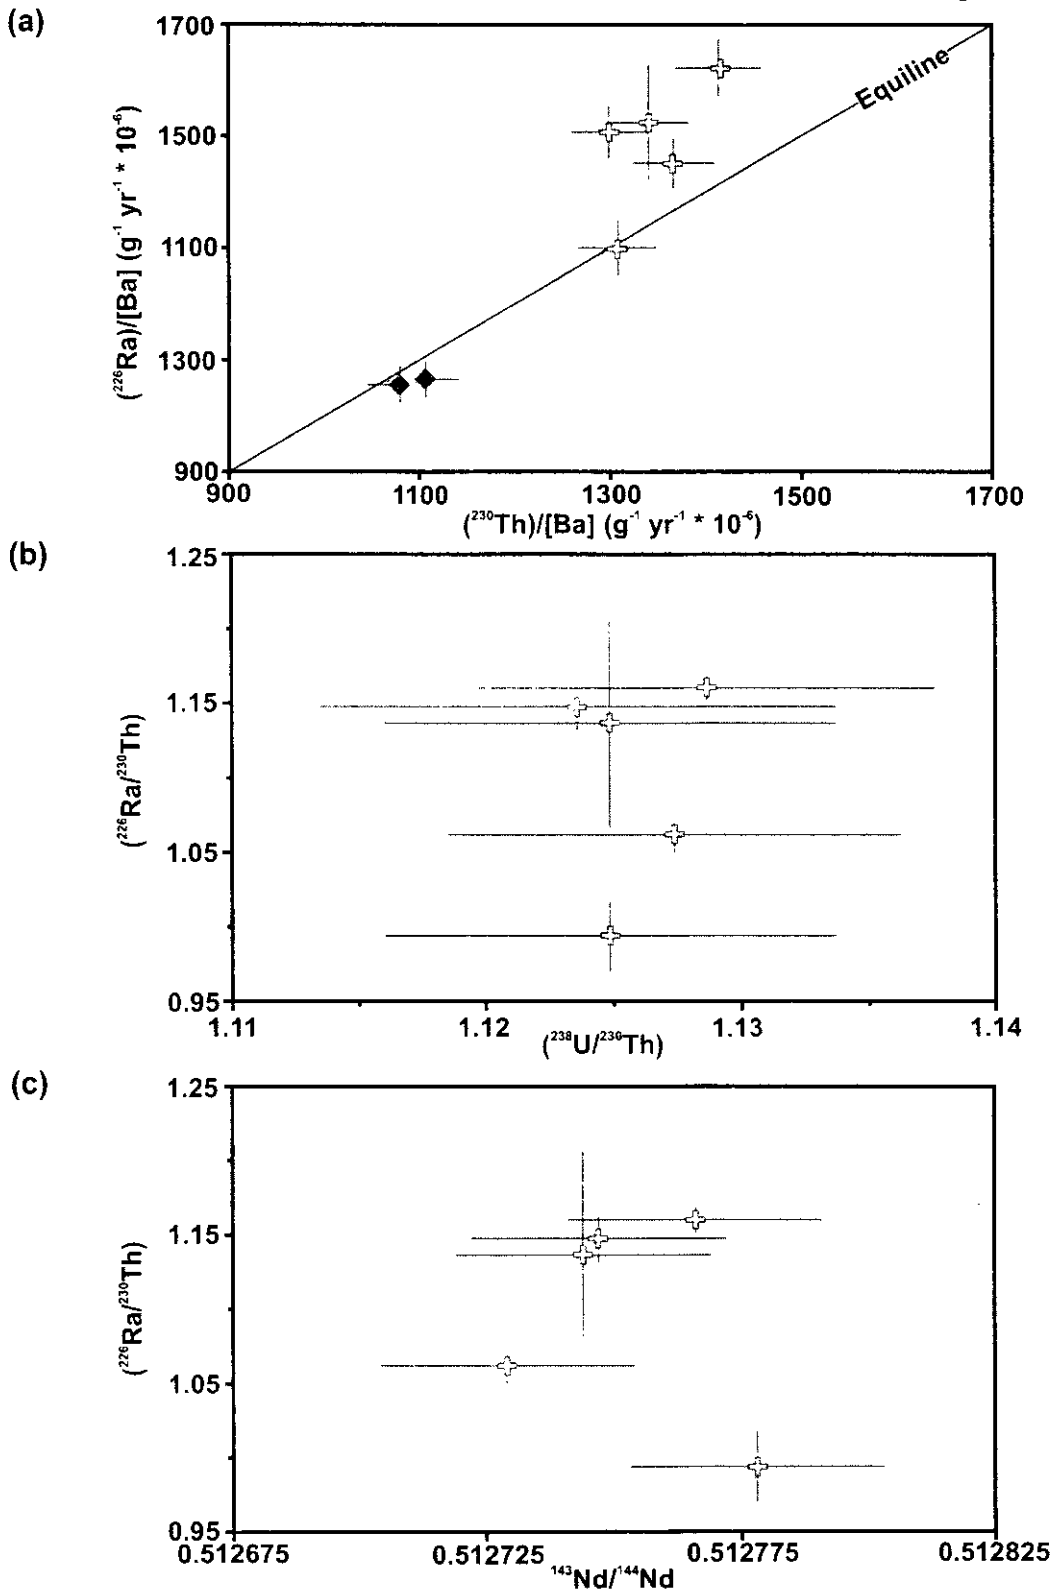 (a)
1700
1500
1100
1300
900
(²²⁶Ra)/[Ba] (g⁻¹ yr⁻¹ * 10⁻⁶)
Equiline
900 1100 1300 1500 1700
(²³⁰Th)/[Ba] (g⁻¹ yr⁻¹ * 10⁻⁶)
(b)
1.25
1.15
1.05
0.95
(²²⁶Ra/²³⁰Th)
1.11 1.12 1.13 1.14
(²³⁸U/²³⁰Th)
(c)
1.25
1.15
1.05
0.95
(²²⁶Ra/²³⁰Th)
0.512675 0.512725 0.512775 0.512825
¹⁴³Nd/¹⁴⁴Nd